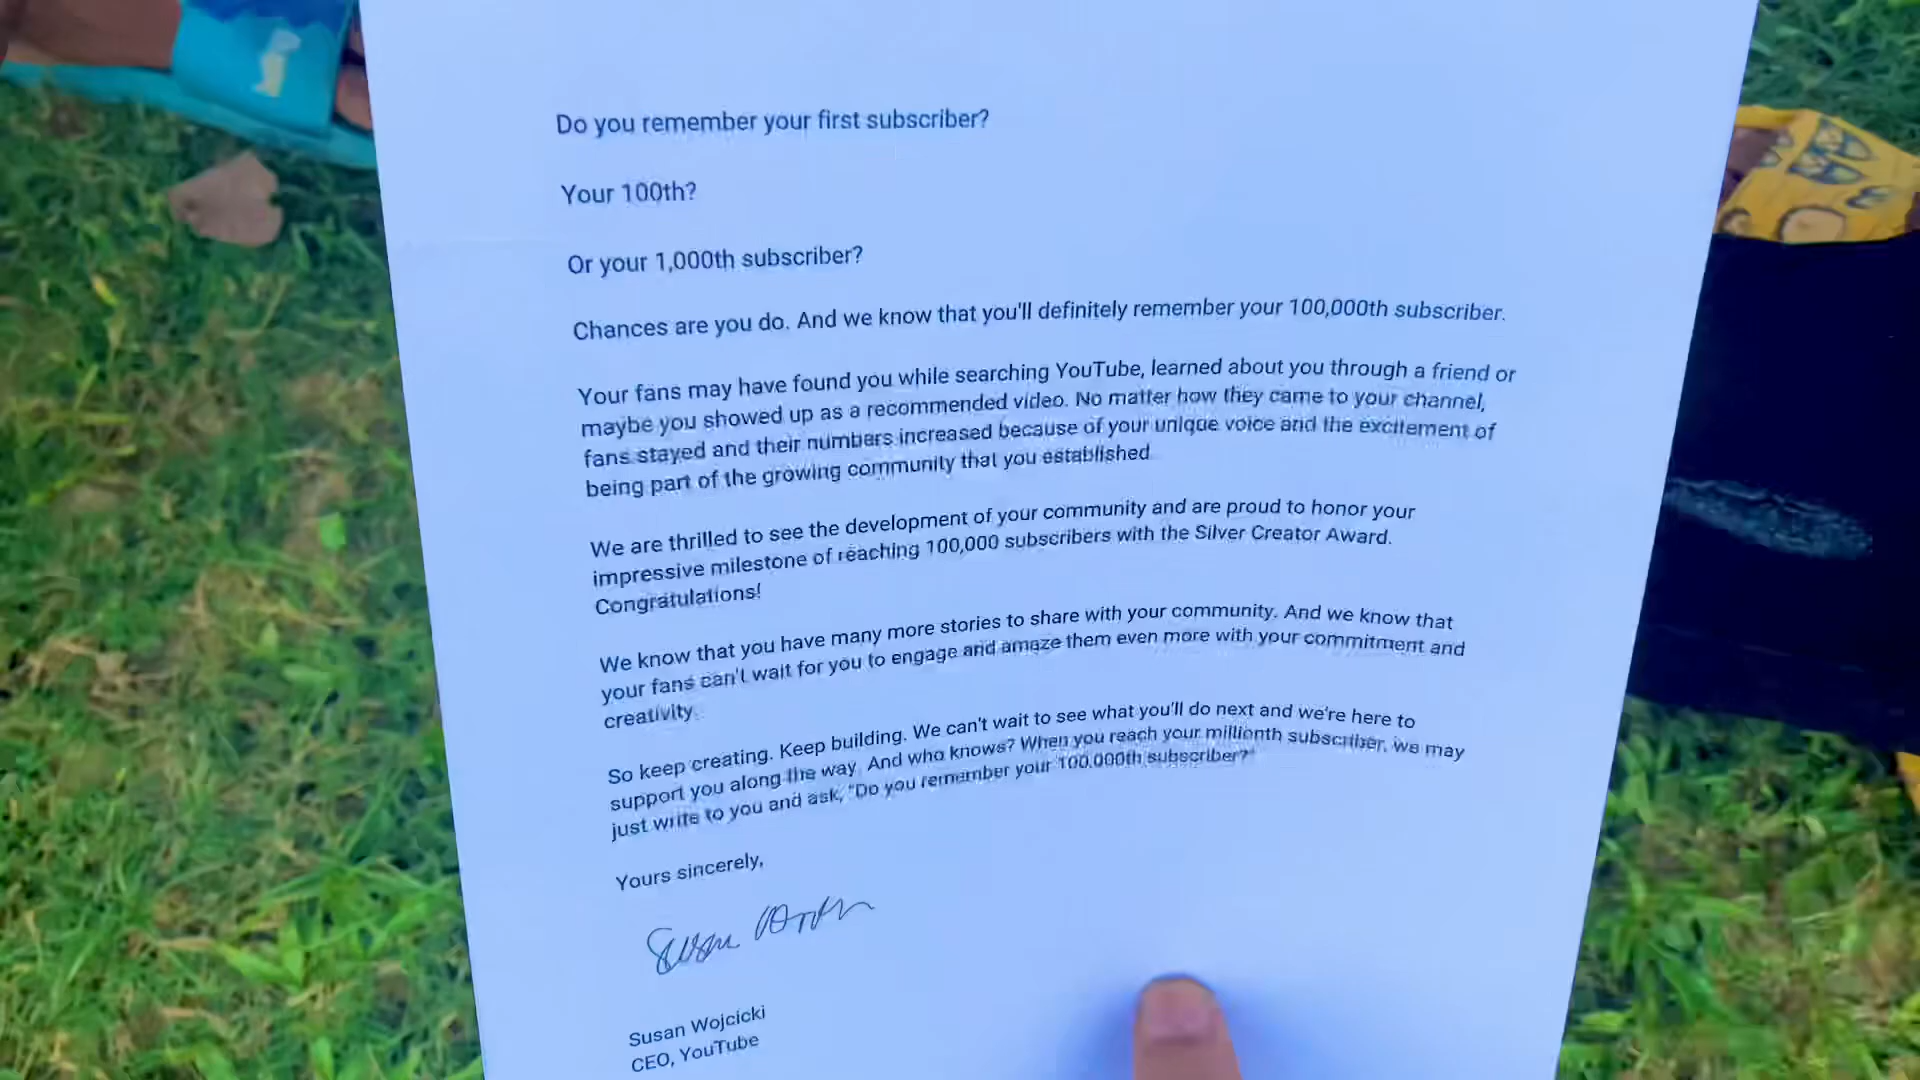 Do you remember your first subscriber?
Your 100th?
Or your 1,000th subscriber?
Chances are you do. And we know that you'll definitely remember your 100,000th subscriber.
Your fans may have found you while searching YouTube, learned about you through a friend or
maybe you showed up as a recommended video. No matter how they came to your channel,
fans stayed and their numbers increased because of your unique voice and the excitement of
being part of the growing community that you established.
We are thrilled to see the development of your community and are proud to honor your
impressive milestone of reaching 100,000 subscribers with the Silver Creator Award.
Congratulations!
We know that you have many more stories to share with your community. And we know that
your fans can't wait for you to engage and amaze them even more with your commitment and
creativity.
So keep creating. Keep building. We can't wait to see what you'll do next and we're here to
support you along the way. And who knows? When you reach your millionth subscriber, we may
just write to you and ask, "Do you remember your 100,000th subscriber?"
Yours sincerely,
Susan Wojcicki
CEO, YouTube